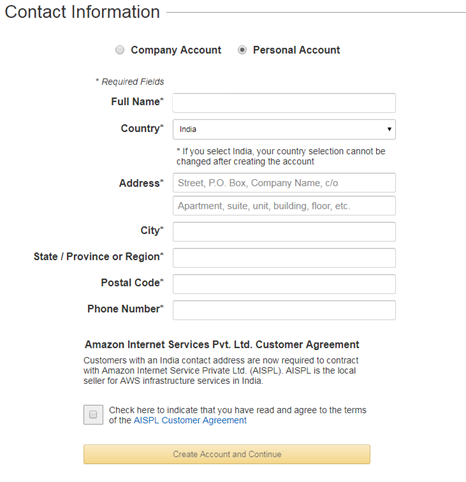 Contact Information
Company Account Personal Account
* Required Fields
Full Name*
Country* India
* If you select India, your country selection cannot be
changed after creating the account
Address* Street, P.O. Box, Company Name, c/o
Apartment, suite, unit, building, floor, etc.
City*
State / Province or Region*
Postal Code*
Phone Number*
Amazon Internet Services Pvt. Ltd. Customer Agreement
Customers with an India contact address are now required to contract
with Amazon Internet Service Private Ltd. (AISPL). AISPL is the local
seller for AWS infrastructure services in India.
Check here to indicate that you have read and agree to the terms
of the AISPL Customer Agreement
Create Account and Continue